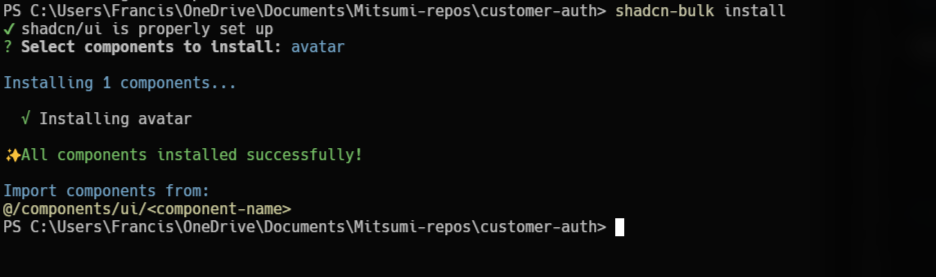 PS C:\Users\Francis\OneDrive\Documents\Mitsumi-repos\customer-auth> shadcn-bulk install
✔ shadcn/ui is properly set up
? Select components to install: avatar
Installing 1 components...
√ Installing avatar
✨All components installed successfully!
Import components from:
@/components/ui/<component-name>
PS C:\Users\Francis\OneDrive\Documents\Mitsumi-repos\customer-auth>